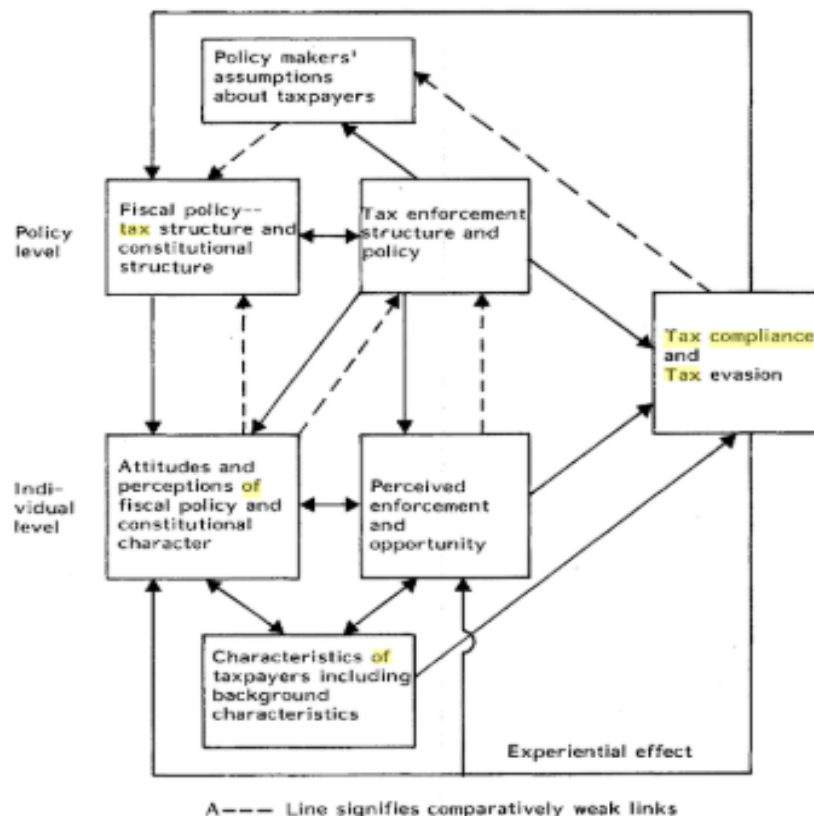 Policy makers'
assumptions
about taxpayers
Policy
level
Fiscal policy--
tax structure and
constitutional
structure
Tax enforcement
structure and
policy
Tax compliance
and
Tax evasion
Indi-
vidual
level
Attitudes and
perceptions of
fiscal policy and
constitutional
character
Perceived
enforcement
and
opportunity
Characteristics of
taxpayers including
background
characteristics
Experiential effect
A--- Line signifies comparatively weak links